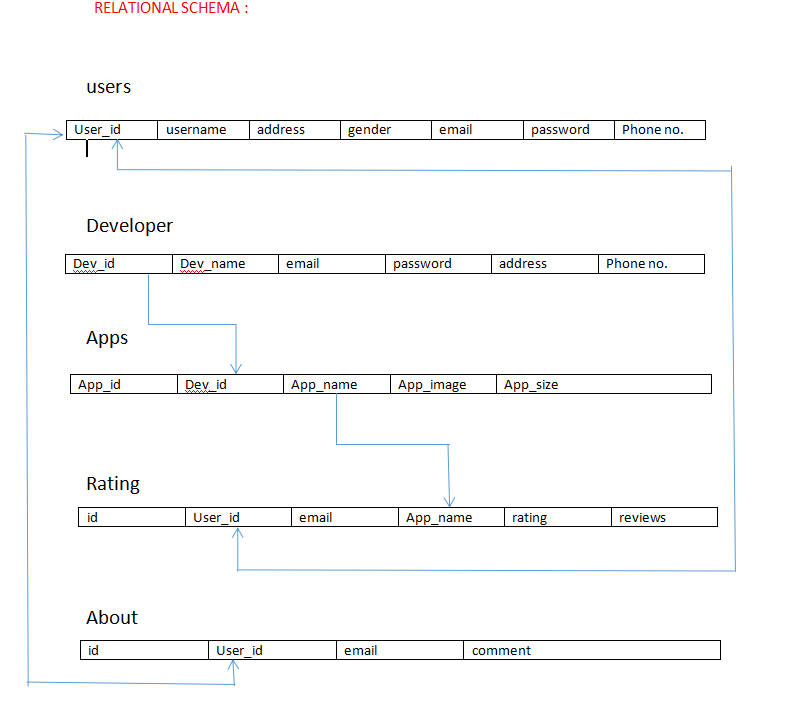 RELATIONAL SCHEMA :
users
User_id username address gender email password Phone no.
Developer
Dev_id Dev_name email password address Phone no.
Apps
App_id Dev_id App_name App_image App_size
Rating
id User_id email App_name rating reviews
About
id User_id email comment